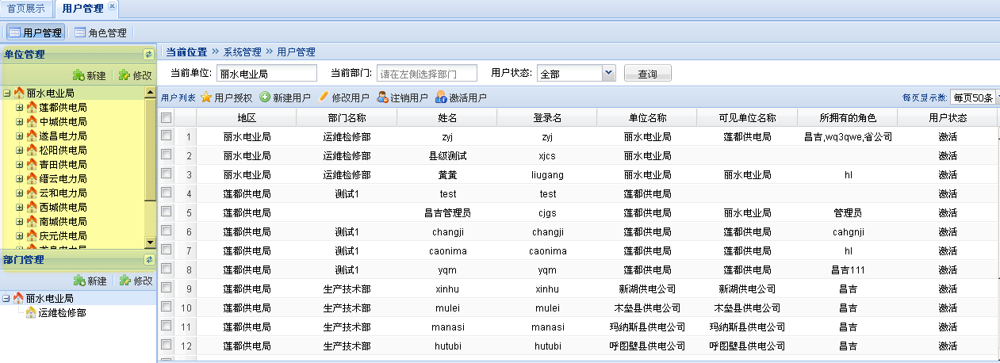 首页展示 用户管理
用户管理 角色管理
单位管理
新建 修改
丽水电业局
莲都供电局
中城供电局
遂昌电力局
松阳供电局
青田供电局
缙云电力局
云和电力局
西城供电局
南城供电局
庆元供电局
部门管理
新建 修改
丽水电业局
运维检修部
当前位置 » 系统管理 » 用户管理
当前单位: 丽水电业局 当前部门: 请在左侧选择部门 用户状态: 全部 查询
用户列表 用户授权 新建用户 修改用户 注销用户 激活用户 每页显示数: 每页50条
地区 部门名称 姓名 登录名 单位名称 可见单位名称 所拥有的角色 用户状态
1 丽水电业局 运维检修部 zyj zyj 丽水电业局 莲都供电局 昌吉,wq3qwe,省公司 激活
2 丽水电业局 运维检修部 县级测试 xjcs 丽水电业局 激活
3 丽水电业局 运维检修部 黄黄 liugang 丽水电业局 丽水电业局 hl 激活
4 莲都供电局 测试1 test test 莲都供电局 激活
5 莲都供电局 昌吉管理员 cjgs 莲都供电局 丽水电业局 管理员 激活
6 莲都供电局 测试1 changji changji 莲都供电局 莲都供电局 cahgnji 激活
7 莲都供电局 测试1 caonima caonima 莲都供电局 莲都供电局 hl 激活
8 莲都供电局 测试1 yqm yqm 莲都供电局 莲都供电局 昌吉111 激活
9 莲都供电局 生产技术部 xinhu xinhu 新湖供电公司 新湖供电公司 昌吉 激活
10 莲都供电局 生产技术部 mulei mulei 木垒县供电公司 木垒县供电公司 昌吉 激活
11 莲都供电局 生产技术部 manasi manasi 玛纳斯县供电公司 玛纳斯县供电公司 昌吉 激活
12 莲都供电局 生产技术部 hutubi hutubi 呼图壁县供电公司 呼图壁县供电公司 昌吉 激活